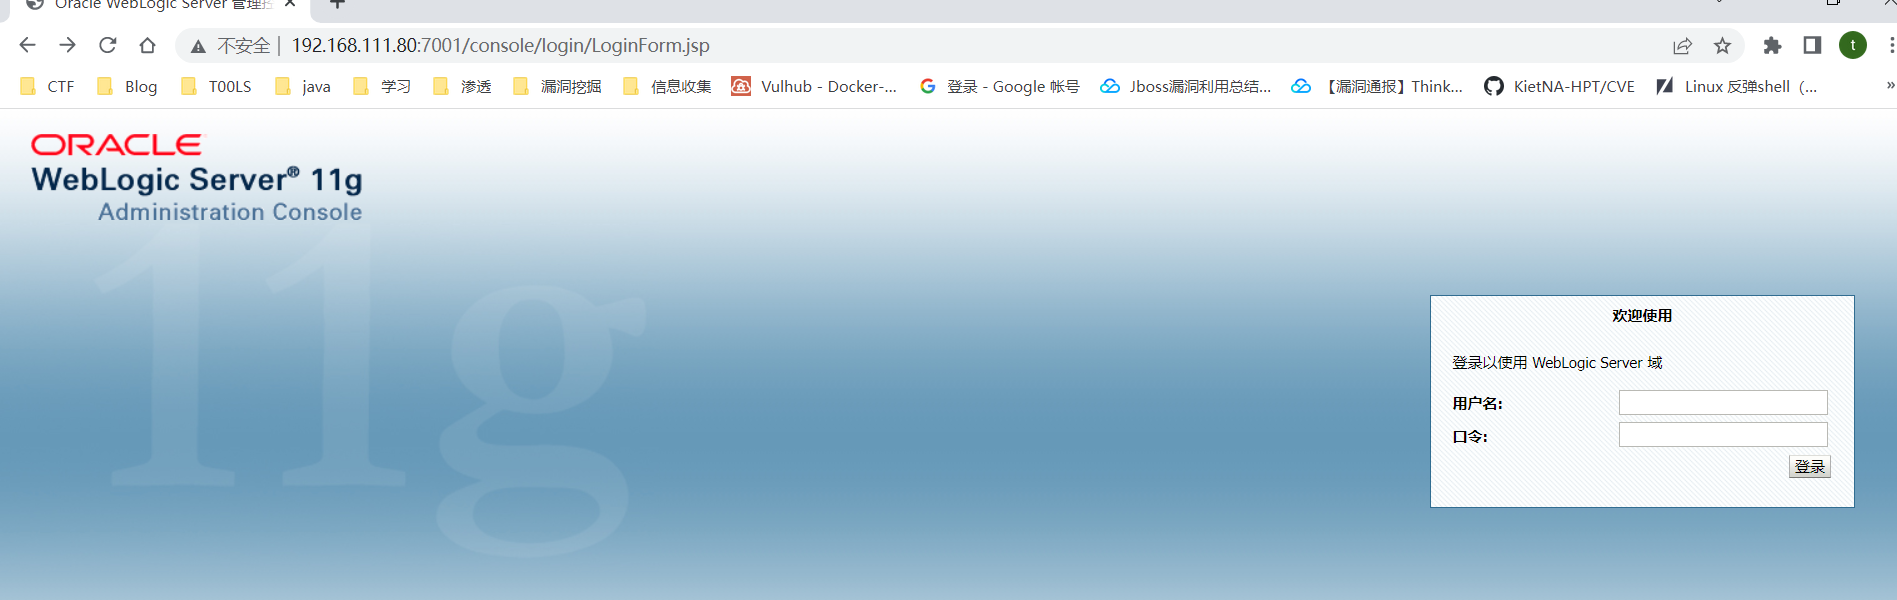 Oracle WebLogic Server 管理控
不安全 | 192.168.111.80:7001/console/login/LoginForm.jsp
t
CTF Blog T00LS java 学习 渗透 漏洞挖掘 信息收集 Vulhub - Docker-... 登录 - Google 帐号 Jboss漏洞利用总结... 【漏洞通报】Think... KietNA-HPT/CVE Linux 反弹shell（... »
ORACLE
WebLogic Server® 11g
Administration Console
11g
欢迎使用
登录以使用 WebLogic Server 域
用户名:
口令:
登录